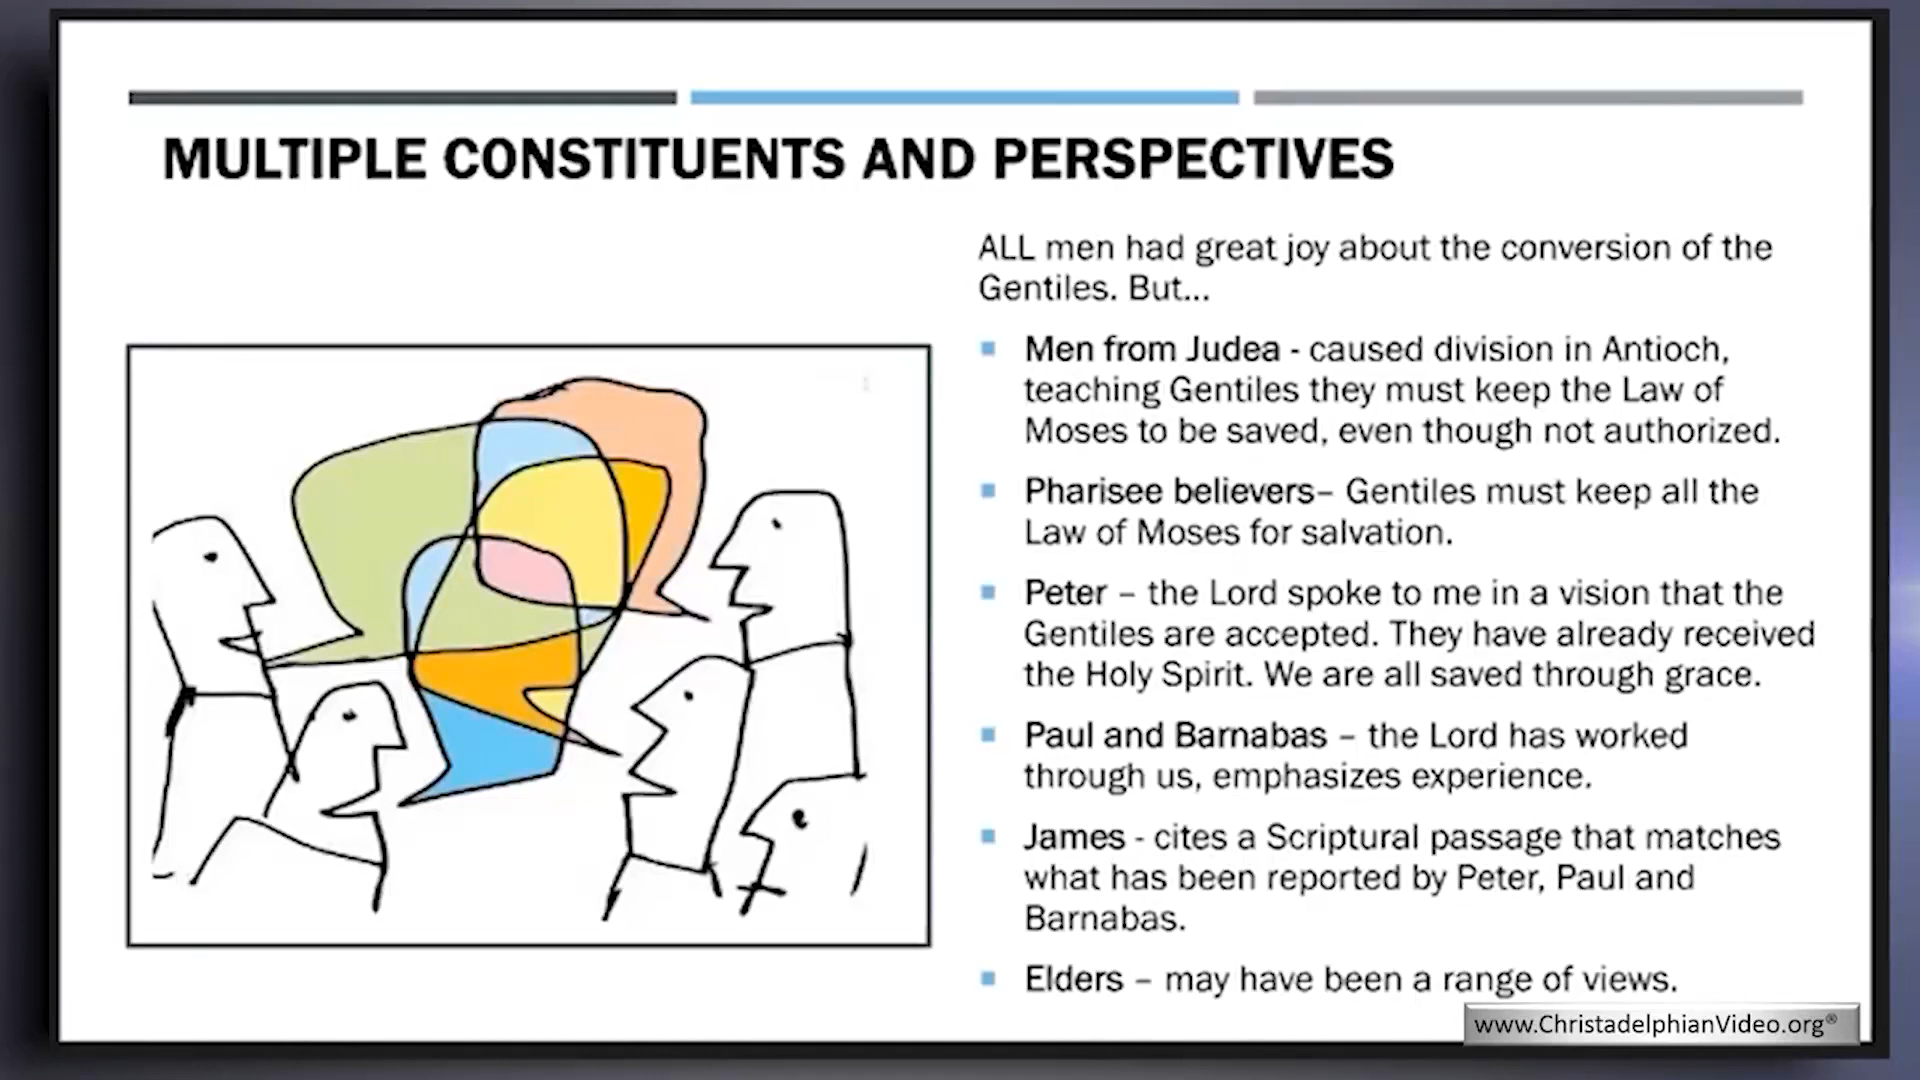 MULTIPLE CONSTITUENTS AND PERSPECTIVES
ALL men had great joy about the conversion of the
Gentiles. But...
Men from Judea - caused division in Antioch,
teaching Gentiles they must keep the Law of
Moses to be saved, even though not authorized.
Pharisee believers– Gentiles must keep all the
Law of Moses for salvation.
Peter – the Lord spoke to me in a vision that the
Gentiles are accepted. They have already received
the Holy Spirit. We are all saved through grace.
Paul and Barnabas – the Lord has worked
through us, emphasizes experience.
James - cites a Scriptural passage that matches
what has been reported by Peter, Paul and
Barnabas.
Elders – may have been a range of views.
www.ChristadelphianVideo.org®